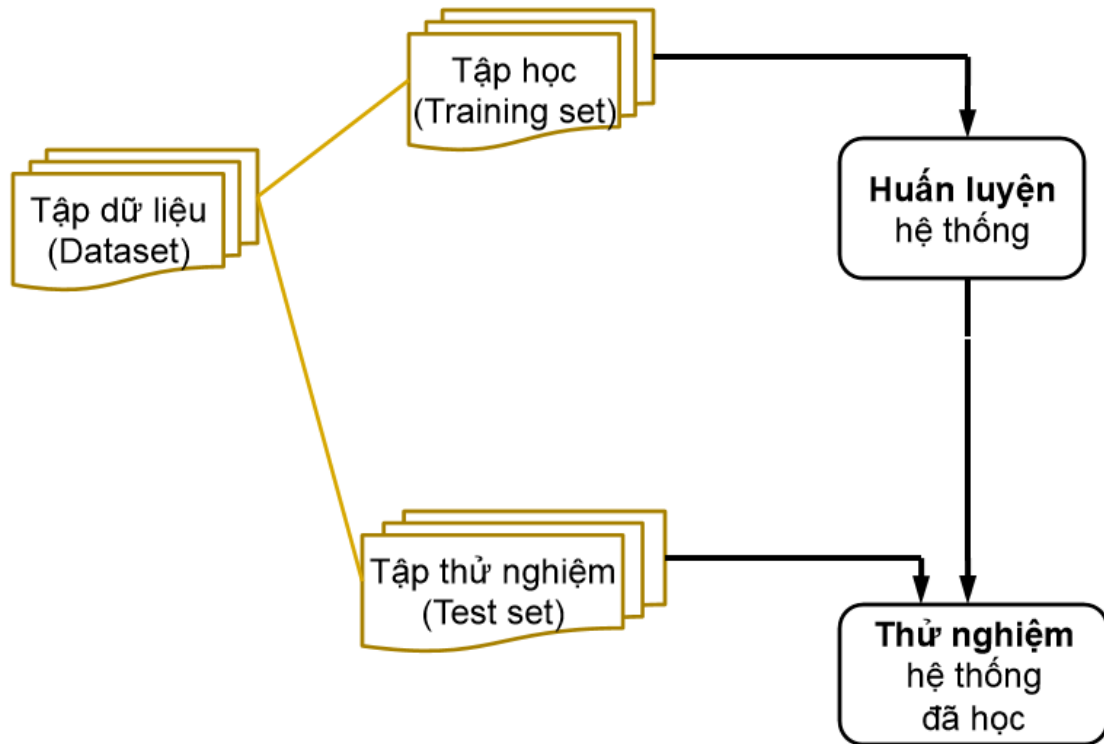 Tập học
(Training set)
Tập dữ liệu
(Dataset)
Huấn luyện
hệ thống
Tập thử nghiệm
(Test set)
Thử nghiệm
hệ thống
đã học